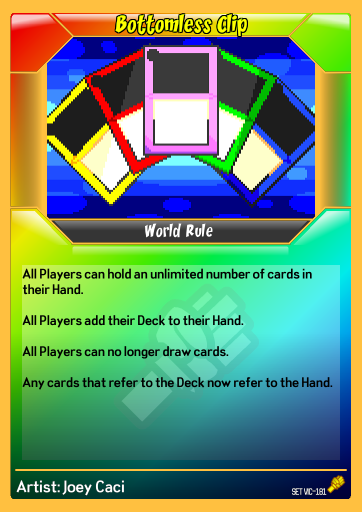 Bottomless Clip
World Rule
All Players can hold an unlimited number of cards in
their Hand.
All Players add their Deck to their Hand.
All Players can no longer draw cards.
Any cards that refer to the Deck now refer to the Hand.
Artist: Joey Caci
SET VIC-181